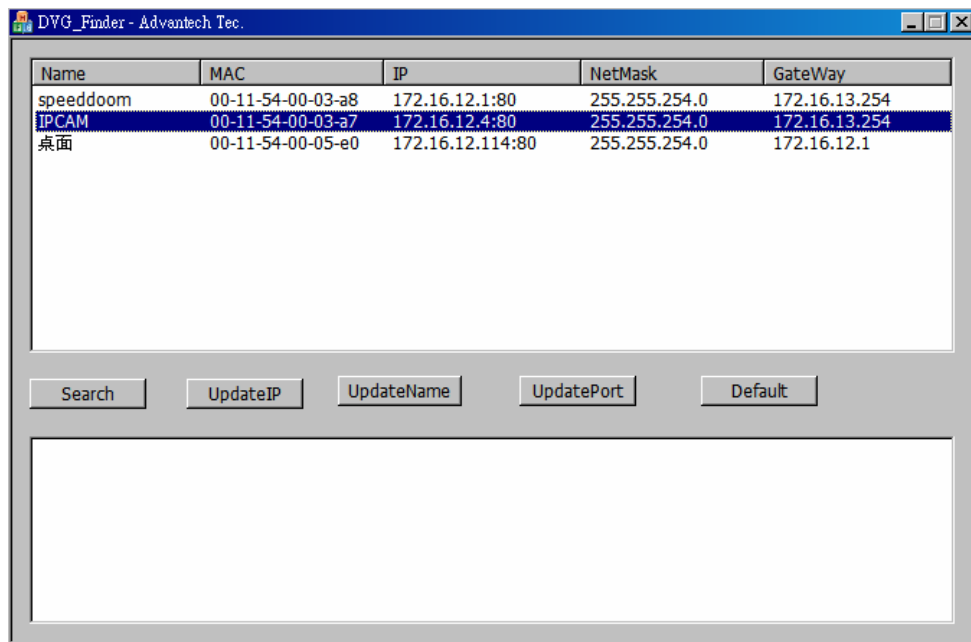 DVG_Finder - Advantech Tec.
Name MAC IP NetMask GateWay
speeddoom 00-11-54-00-03-a8 172.16.12.1:80 255.255.254.0 172.16.13.254
IPCAM 00-11-54-00-03-a7 172.16.12.4:80 255.255.254.0 172.16.13.254
桌面 00-11-54-00-05-e0 172.16.12.114:80 255.255.254.0 172.16.12.1
Search UpdateIP UpdateName UpdatePort Default